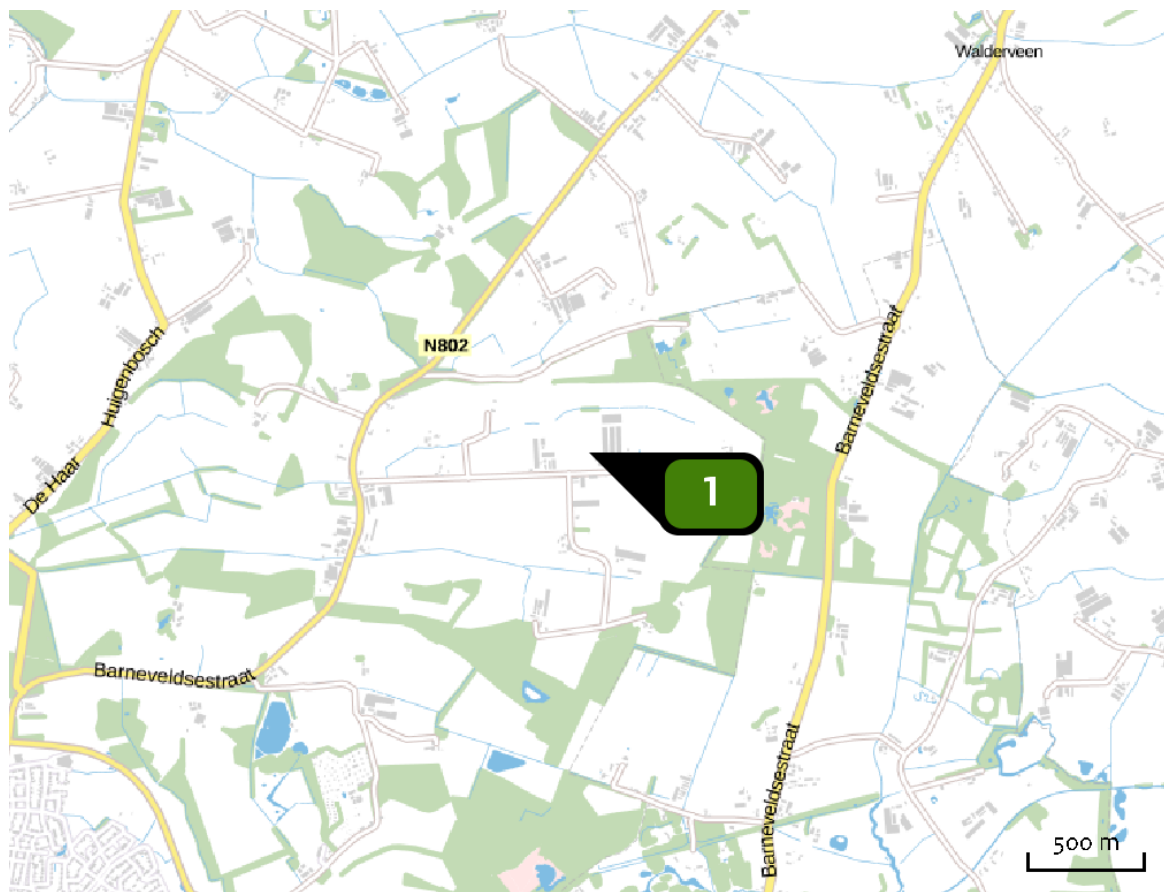 Walderveen
N802
Huigenbosch
Barneveldsestraat
De Haar
1
Barneveldsestraat
Barneveldsestraat
500 m